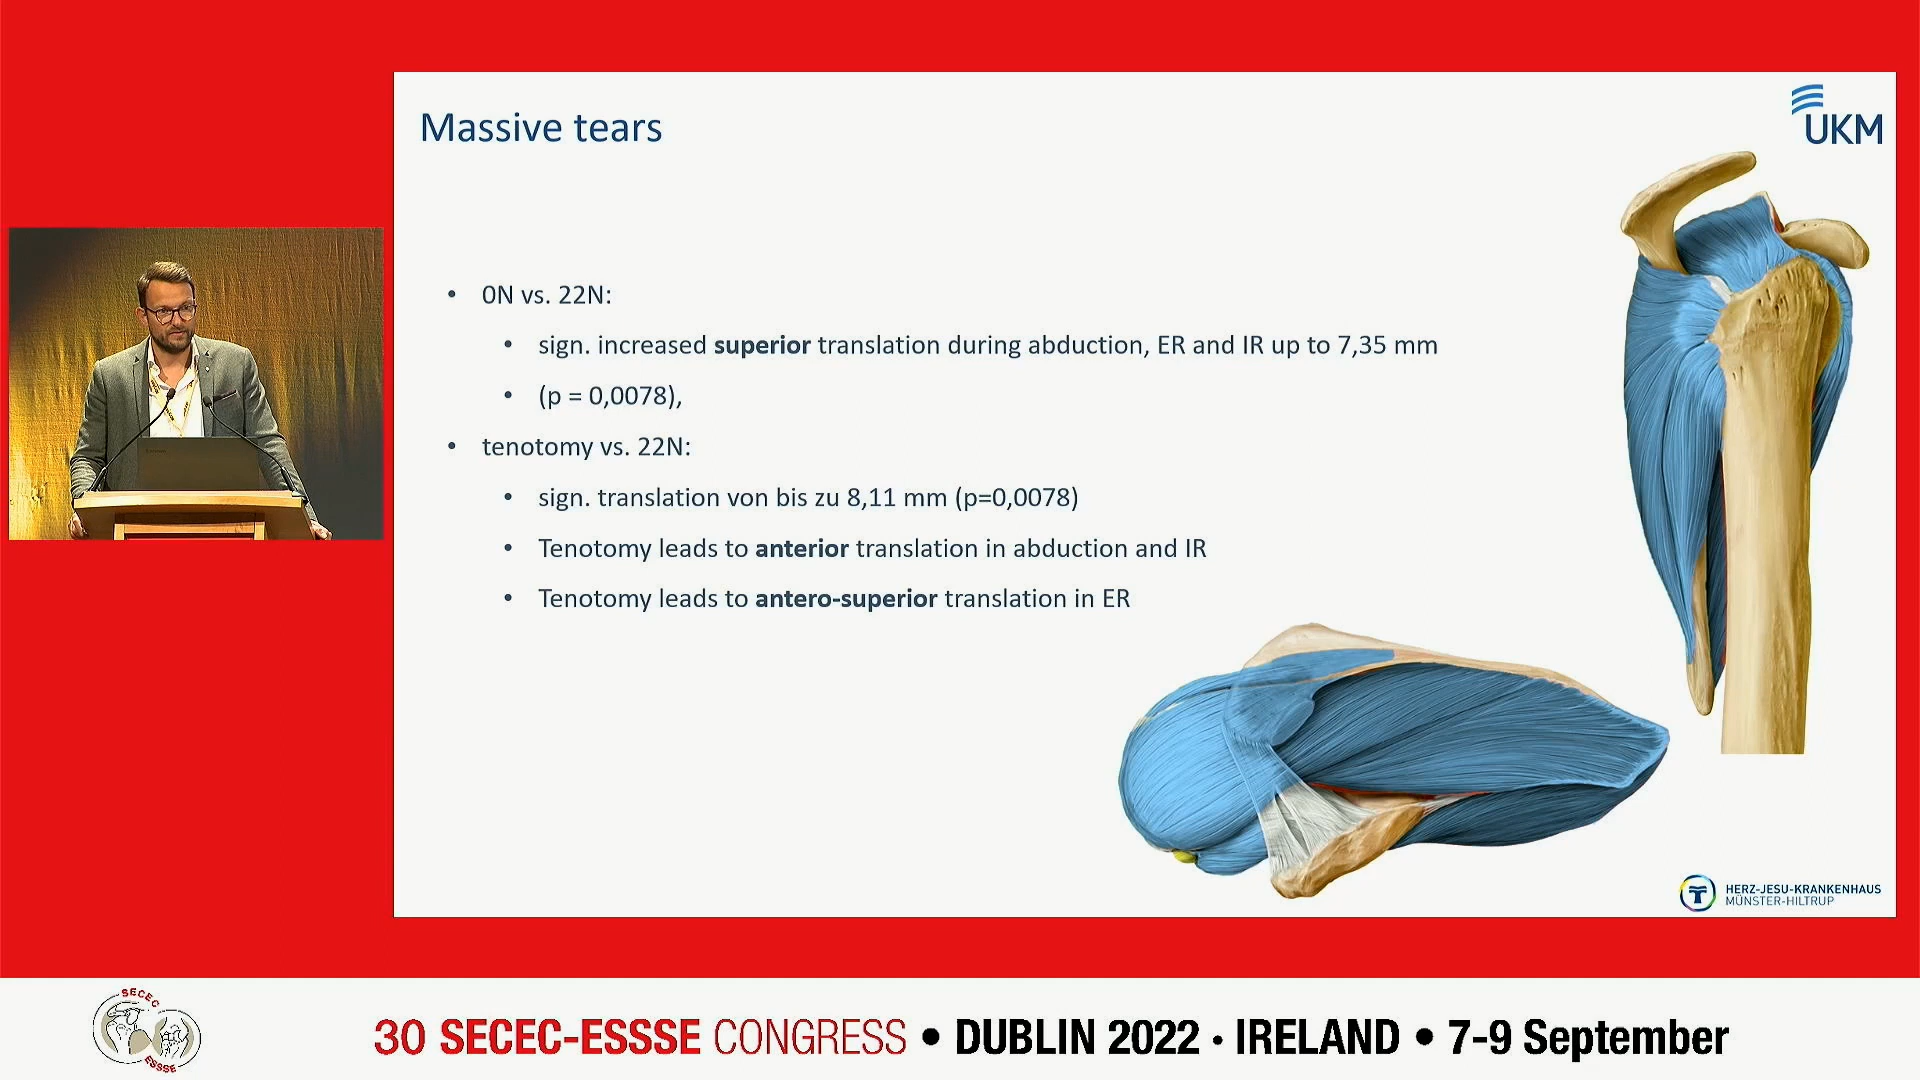 Massive tears
UKM
• 0N vs. 22N:
• sign. increased superior translation during abduction, ER and IR up to 7,35 mm
• (p = 0,0078),
• tenotomy vs. 22N:
• sign. translation von bis zu 8,11 mm (p=0,0078)
• Tenotomy leads to anterior translation in abduction and IR
• Tenotomy leads to antero-superior translation in ER
HERZ-JESU-KRANKENHAUS
MÜNSTER-HILTRUP
SECEC
ESSSE
30 SECEC-ESSSE CONGRESS • DUBLIN 2022 • IRELAND • 7-9 September